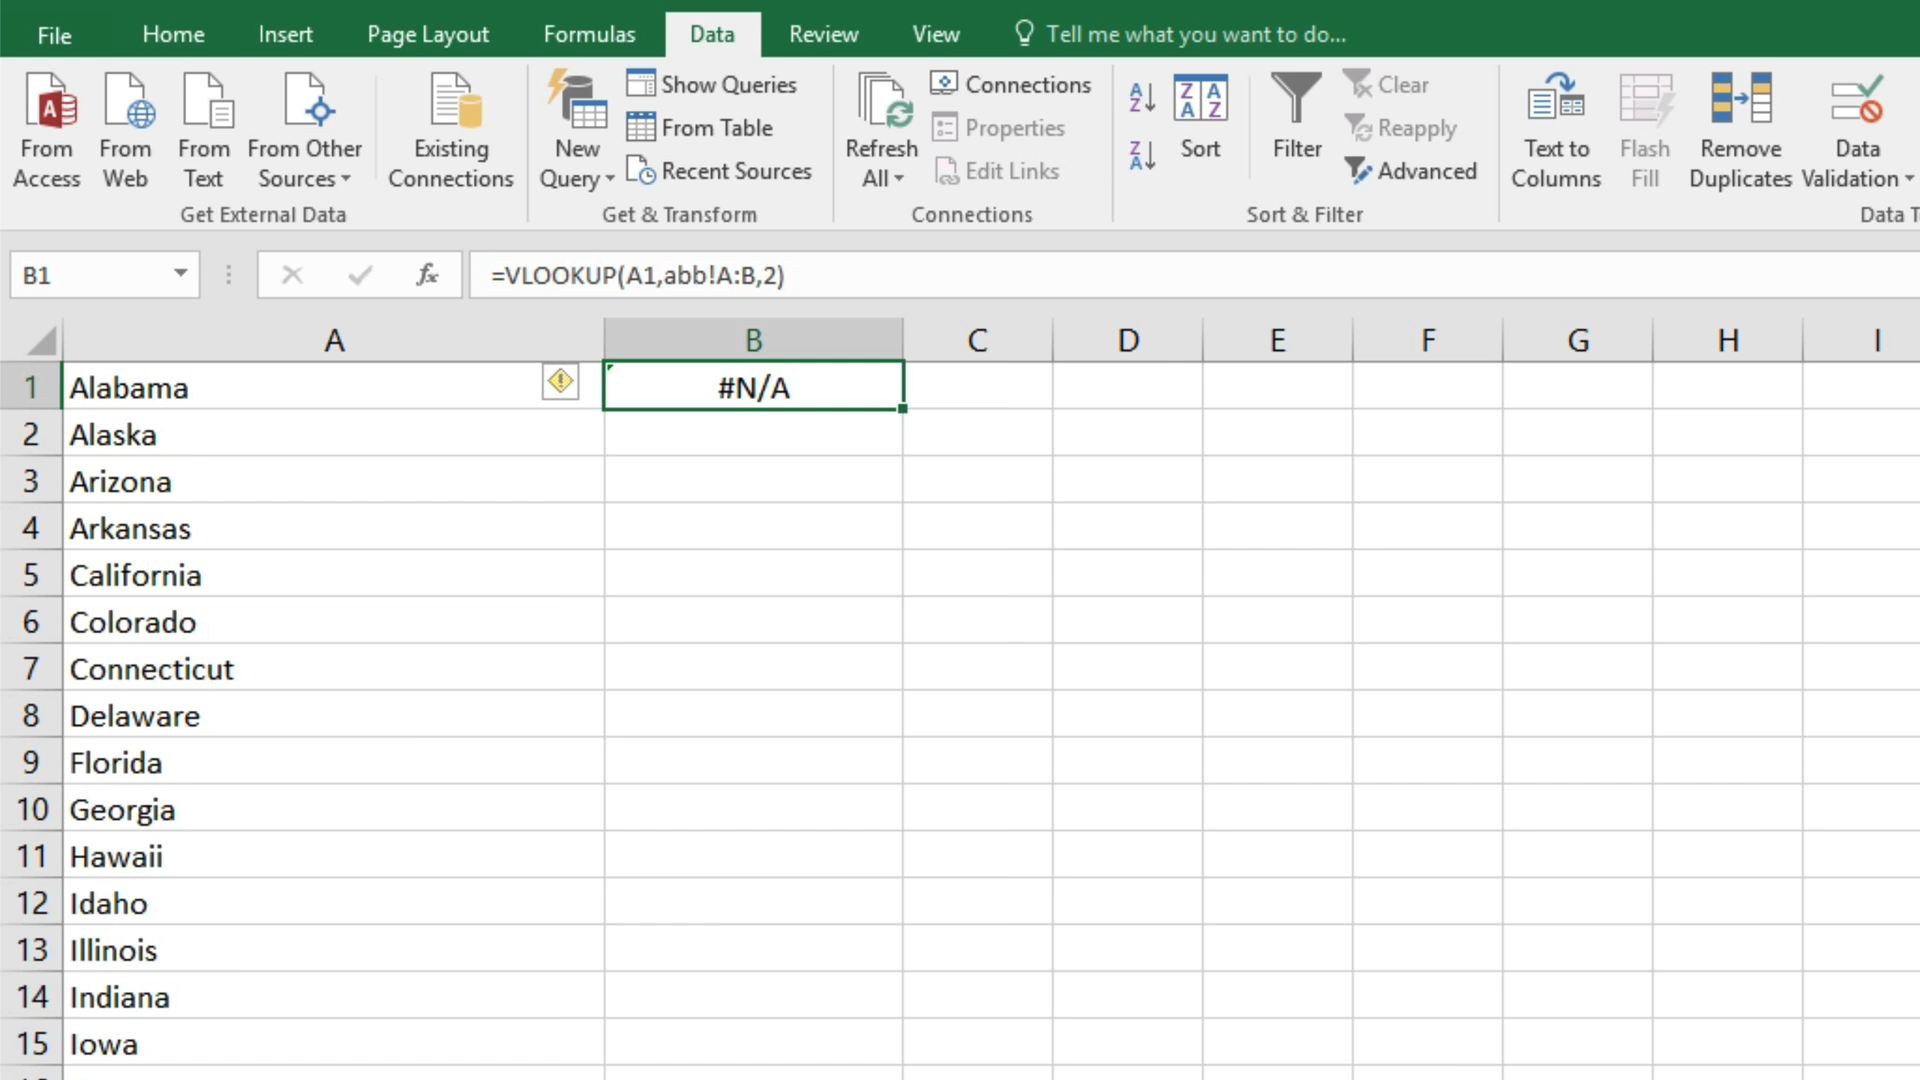 File Home Insert Page Layout Formulas Data Review View Tell me what you want to do...
From Access
From Web
From Text
From Other Sources
Existing Connections
Get External Data
New Query
Show Queries
From Table
Recent Sources
Get & Transform
Refresh All
Connections
Properties
Edit Links
Connections
Sort
Filter
Clear
Reapply
Advanced
Sort & Filter
Text to Columns
Flash Fill
Remove Duplicates
Data Validation
Data T
B1 fx =VLOOKUP(A1,abb!A:B,2)
A B C D E F G H I
1 Alabama #N/A
2 Alaska
3 Arizona
4 Arkansas
5 California
6 Colorado
7 Connecticut
8 Delaware
9 Florida
10 Georgia
11 Hawaii
12 Idaho
13 Illinois
14 Indiana
15 Iowa